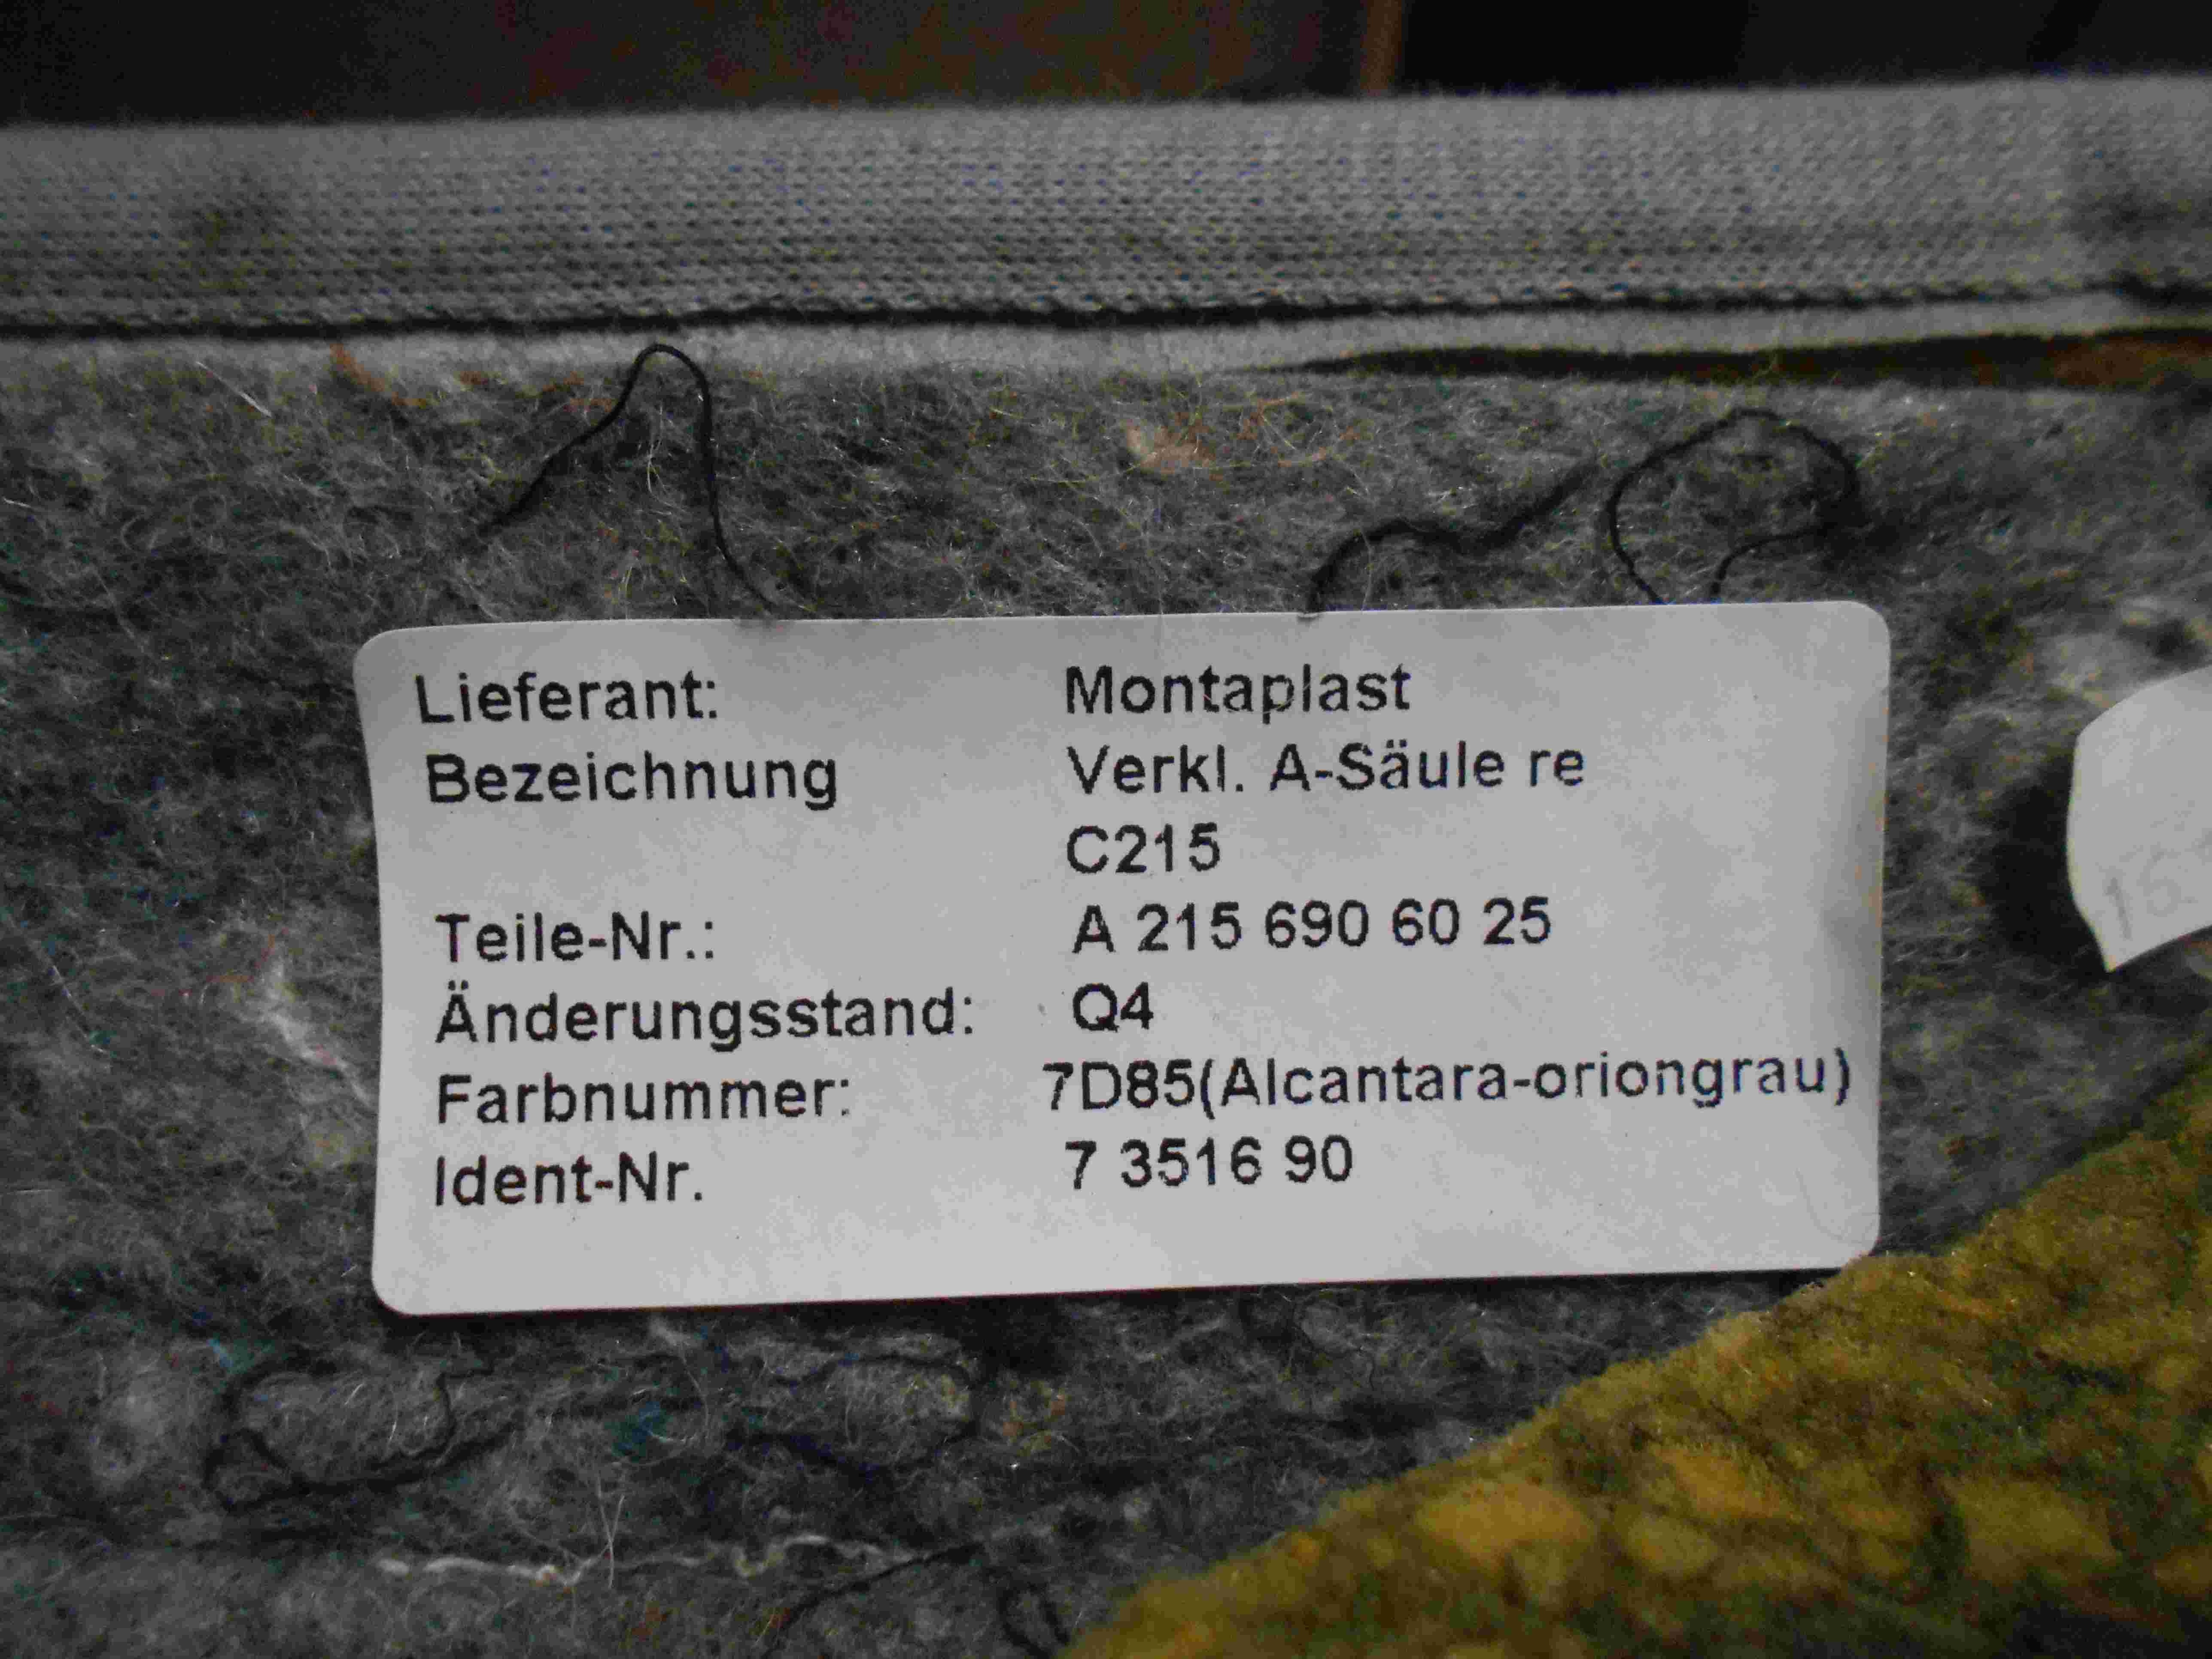 Lieferant: Montaplast
Bezeichnung Verkl. A-Säule re
C215
Teile-Nr.: A 215 690 60 25
Änderungsstand: Q4
Farbnummer: 7D85(Alcantara-oriongrau)
Ident-Nr. 7 3516 90